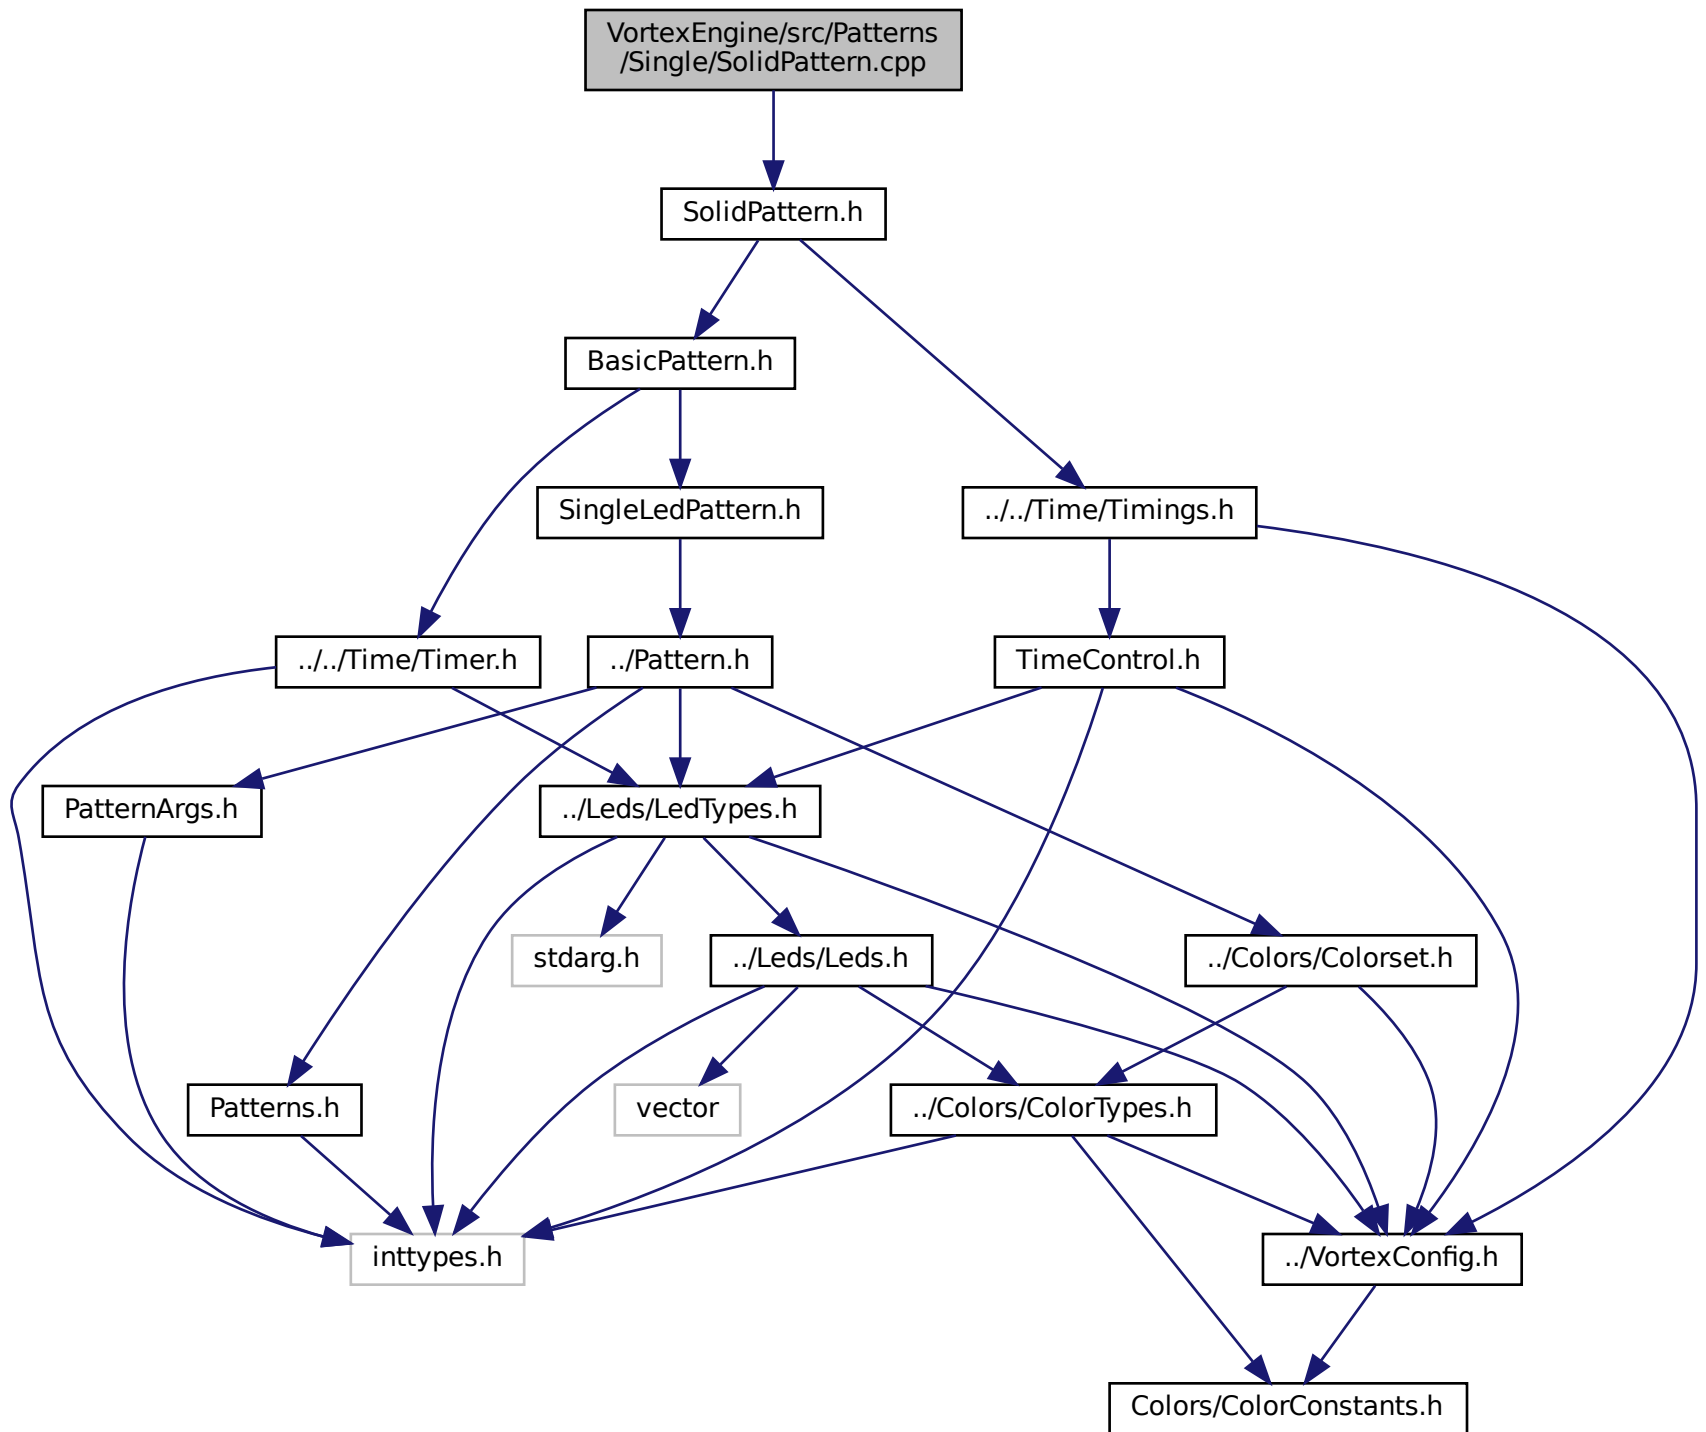 VortexEngine/src/Patterns
/Single/SolidPattern.cpp
SolidPattern.h
BasicPattern.h
SingleLedPattern.h
../../Time/Timings.h
../../Time/Timer.h
../Pattern.h
TimeControl.h
PatternArgs.h
../Leds/LedTypes.h
stdarg.h
../Leds/Leds.h
../Colors/Colorset.h
Patterns.h
vector
../Colors/ColorTypes.h
inttypes.h
../VortexConfig.h
Colors/ColorConstants.h